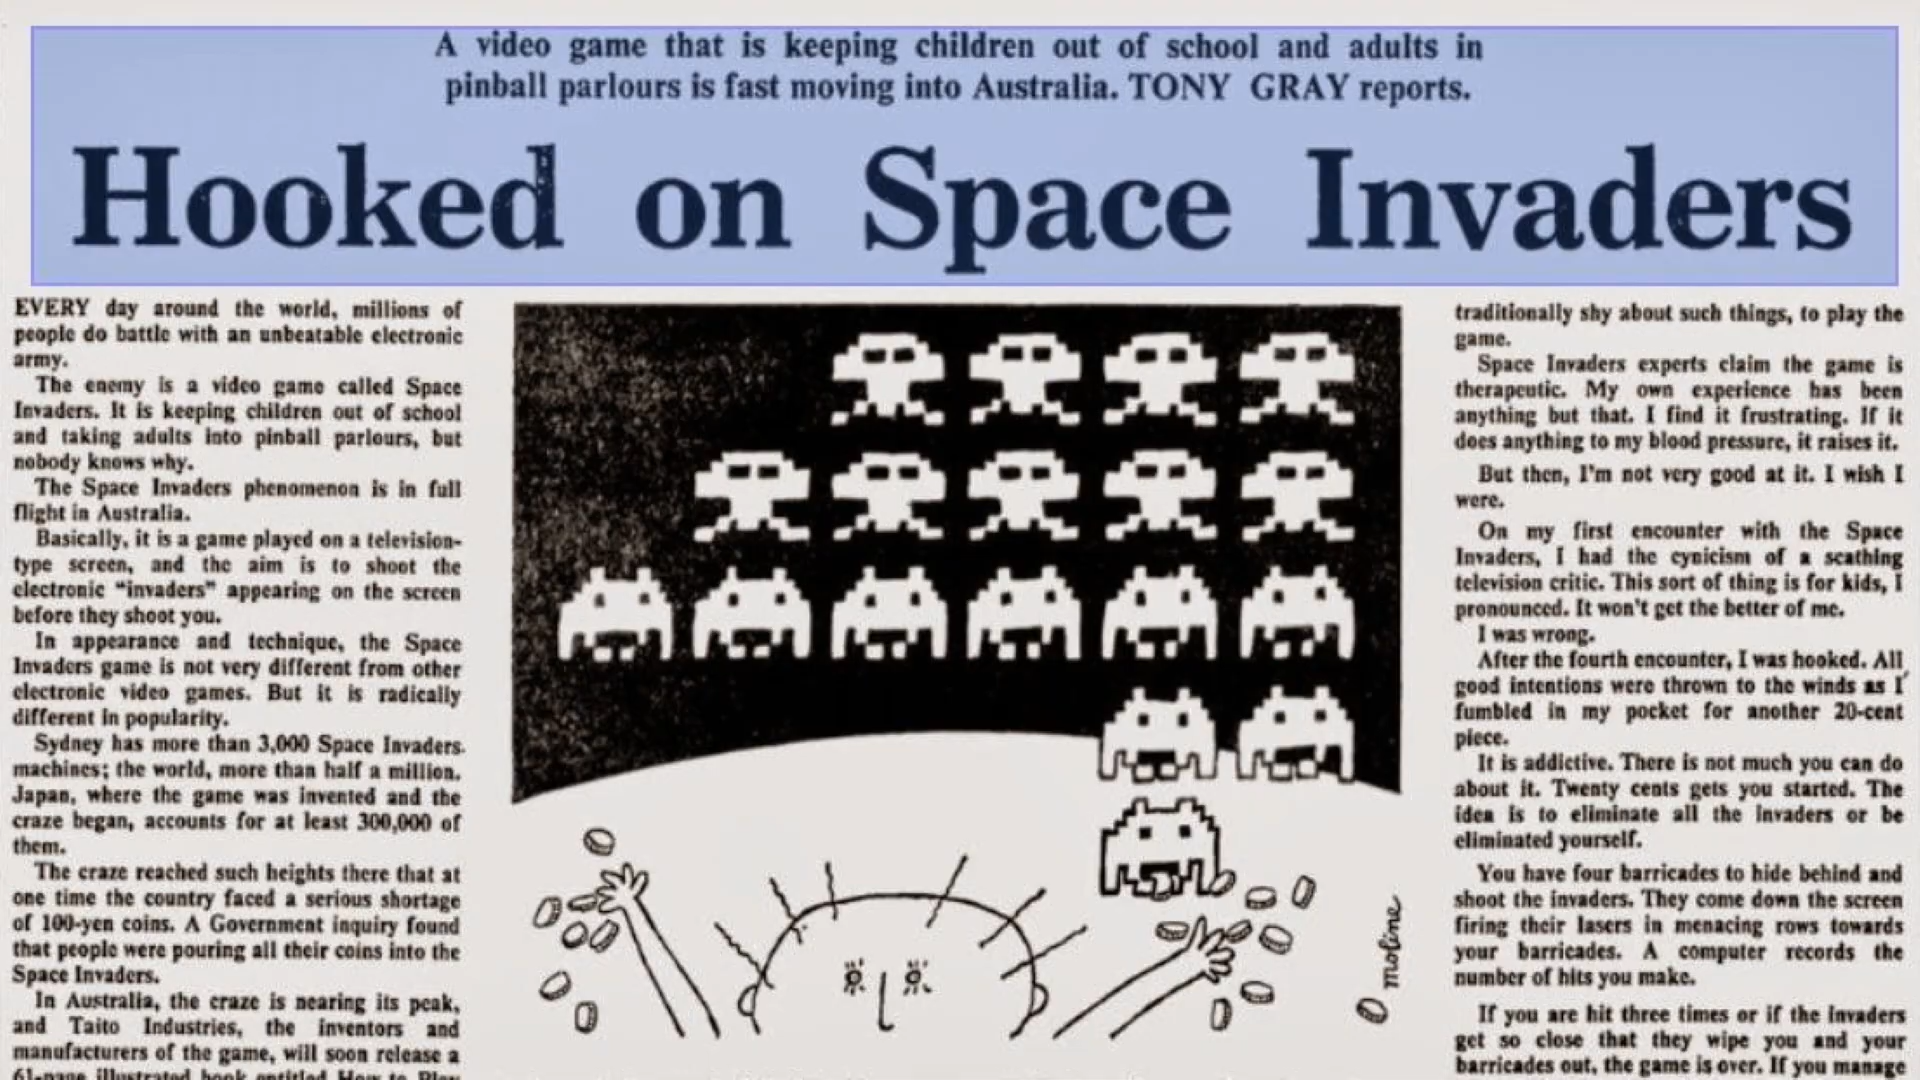 A video game that is keeping children out of school and adults in
pinball parlours is fast moving into Australia. TONY GRAY reports.
Hooked on Space Invaders
EVERY day around the world, millions of
people do battle with an unbeatable electronic
army.
The enemy is a video game called Space
Invaders. It is keeping children out of school
and taking adults into pinball parlours, but
nobody knows why.
The Space Invaders phenomenon is in full
flight in Australia.
Basically, it is a game played on a television-
type screen, and the aim is to shoot the
electronic "invaders" appearing on the screen
before they shoot you.
In appearance and technique, the Space
Invaders game is not very different from other
electronic video games. But it is radically
different in popularity.
Sydney has more than 3,000 Space Invaders
machines; the world, more than half a million.
Japan, where the game was invented and the
craze began, accounts for at least 300,000 of
them.
The craze reached such heights there that at
one time the country faced a serious shortage
of 100-yen coins. A Government inquiry found
that people were pouring all their coins into the
Space Invaders.
In Australia, the craze is nearing its peak,
and Taito Industries, the inventors and
manufacturers of the game, will soon release a
61-page illustrated book entitled How to Play
moline
traditionally shy about such things, to play the
game.
Space Invaders experts claim the game is
therapeutic. My own experience has been
anything but that. I find it frustrating. If it
does anything to my blood pressure, it raises it.
But then, I'm not very good at it. I wish I
were.
On my first encounter with the Space
Invaders, I had the cynicism of a scathing
television critic. This sort of thing is for kids, I
pronounced. It won't get the better of me.
I was wrong.
After the fourth encounter, I was hooked. All
good intentions were thrown to the winds as I
fumbled in my pocket for another 20-cent
piece.
It is addictive. There is not much you can do
about it. Twenty cents gets you started. The
idea is to eliminate all the invaders or be
eliminated yourself.
You have four barricades to hide behind and
shoot the invaders. They come down the screen
firing their lasers in menacing rows towards
your barricades. A computer records the
number of hits you make.
If you are hit three times or if the invaders
get so close that they wipe you and your
barricades out, the game is over. If you manage